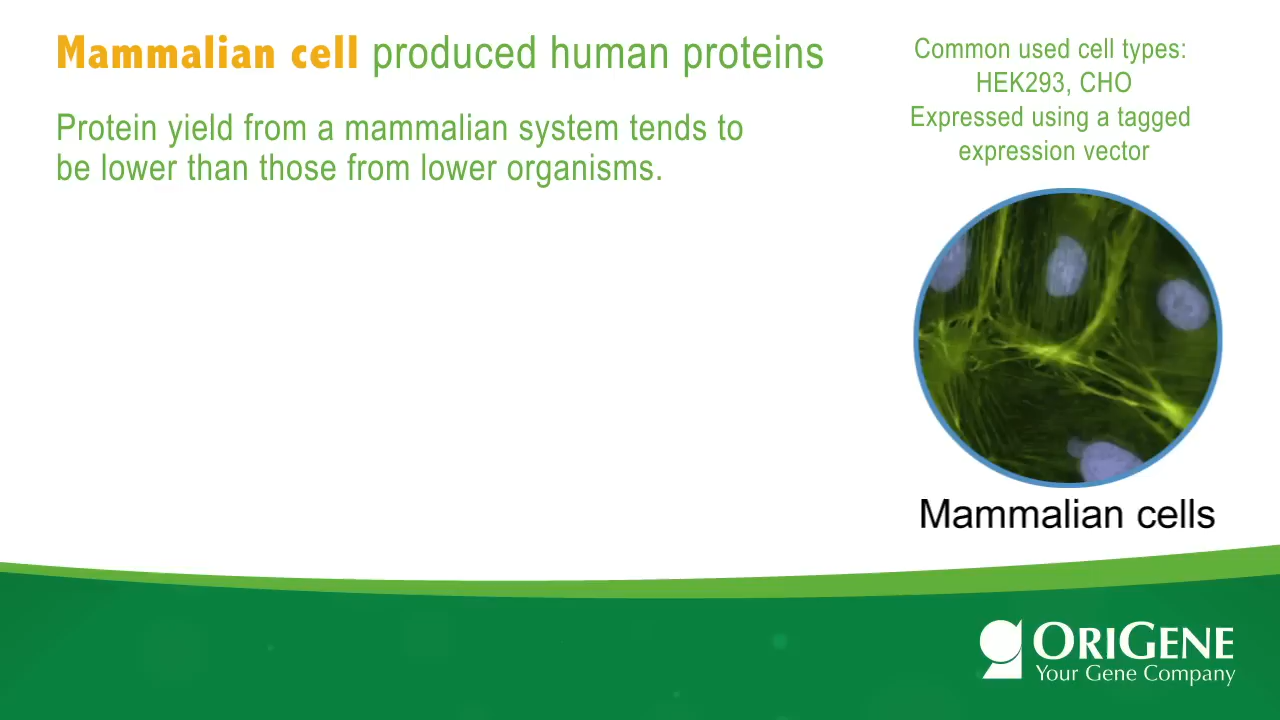 Mammalian cell produced human proteins
Protein yield from a mammalian system tends to
be lower than those from lower organisms.
Common used cell types:
HEK293, CHO
Expressed using a tagged
expression vector
Mammalian cells
ORIGENE
Your Gene Company